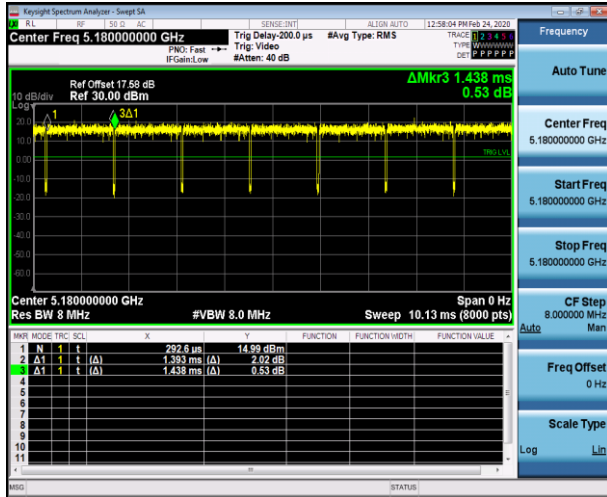 Keysight Spectrum Analyzer - Swept SA
RL RF 50 Ω AC SENSE:INT ALIGN AUTO 12:58:04 PM Feb 24, 2020
Center Freq 5.180000000 GHz
PNO: Fast
IFGain:Low
Trig Delay-200.0 µs
Trig: Video
#Atten: 40 dB
#Avg Type: RMS
TRACE 1 2 3 4 5 6
TYPE WWWWWW
DET P P P P P P
ΔMkr3 1.438 ms
0.53 dB
Ref Offset 17.58 dB
10 dB/div Ref 30.00 dBm
Log
1
3Δ1
20.0
10.0
0.00
TRIG LVL
-10.0
-20.0
-30.0
-40.0
-50.0
-60.0
Center 5.180000000 GHz Span 0 Hz
Res BW 8 MHz #VBW 8.0 MHz Sweep 10.13 ms (8000 pts)
MKR MODE TRC SCL X Y FUNCTION FUNCTION WIDTH FUNCTION VALUE
1 N 1 t 292.6 µs 14.99 dBm
2 Δ1 1 t (Δ) 1.393 ms (Δ) 2.02 dB
3 Δ1 1 t (Δ) 1.438 ms (Δ) 0.53 dB
4
5
6
7
8
9
10
11
MSG STATUS
Frequency
Auto Tune
Center Freq
5.180000000 GHz
Start Freq
5.180000000 GHz
Stop Freq
5.180000000 GHz
CF Step
8.000000 MHz
Auto Man
Freq Offset
0 Hz
Scale Type
Log Lin